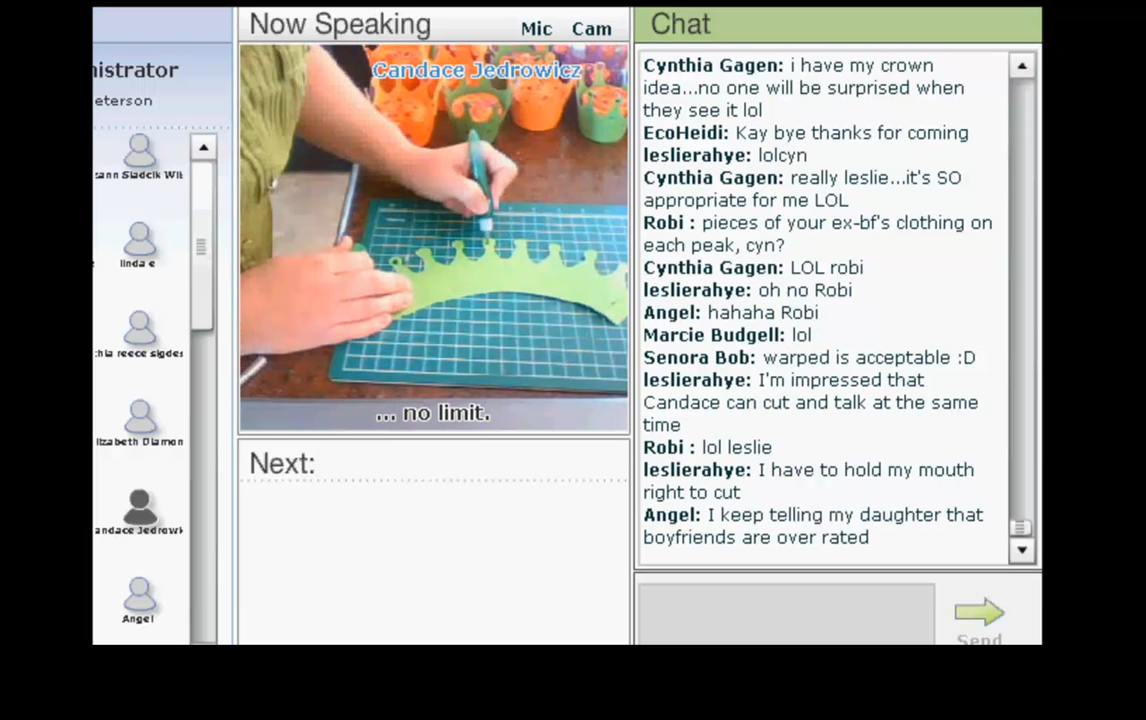 nistrator
eterson
linda e
Angel
Now Speaking Mic Cam
Candace Jedrowicz
... no limit.
Next:
Chat
Cynthia Gagen: i have my crown
idea...no one will be surprised when
they see it lol
EcoHeidi: Kay bye thanks for coming
leslierahye: lolcyn
Cynthia Gagen: really leslie...it's SO
appropriate for me LOL
Robi : pieces of your ex-bf's clothing on
each peak, cyn?
Cynthia Gagen: LOL robi
leslierahye: oh no Robi
Angel: hahaha Robi
Marcie Budgell: lol
Senora Bob: warped is acceptable :D
leslierahye: I'm impressed that
Candace can cut and talk at the same
time
Robi : lol leslie
leslierahye: I have to hold my mouth
right to cut
Angel: I keep telling my daughter that
boyfriends are over rated
Send